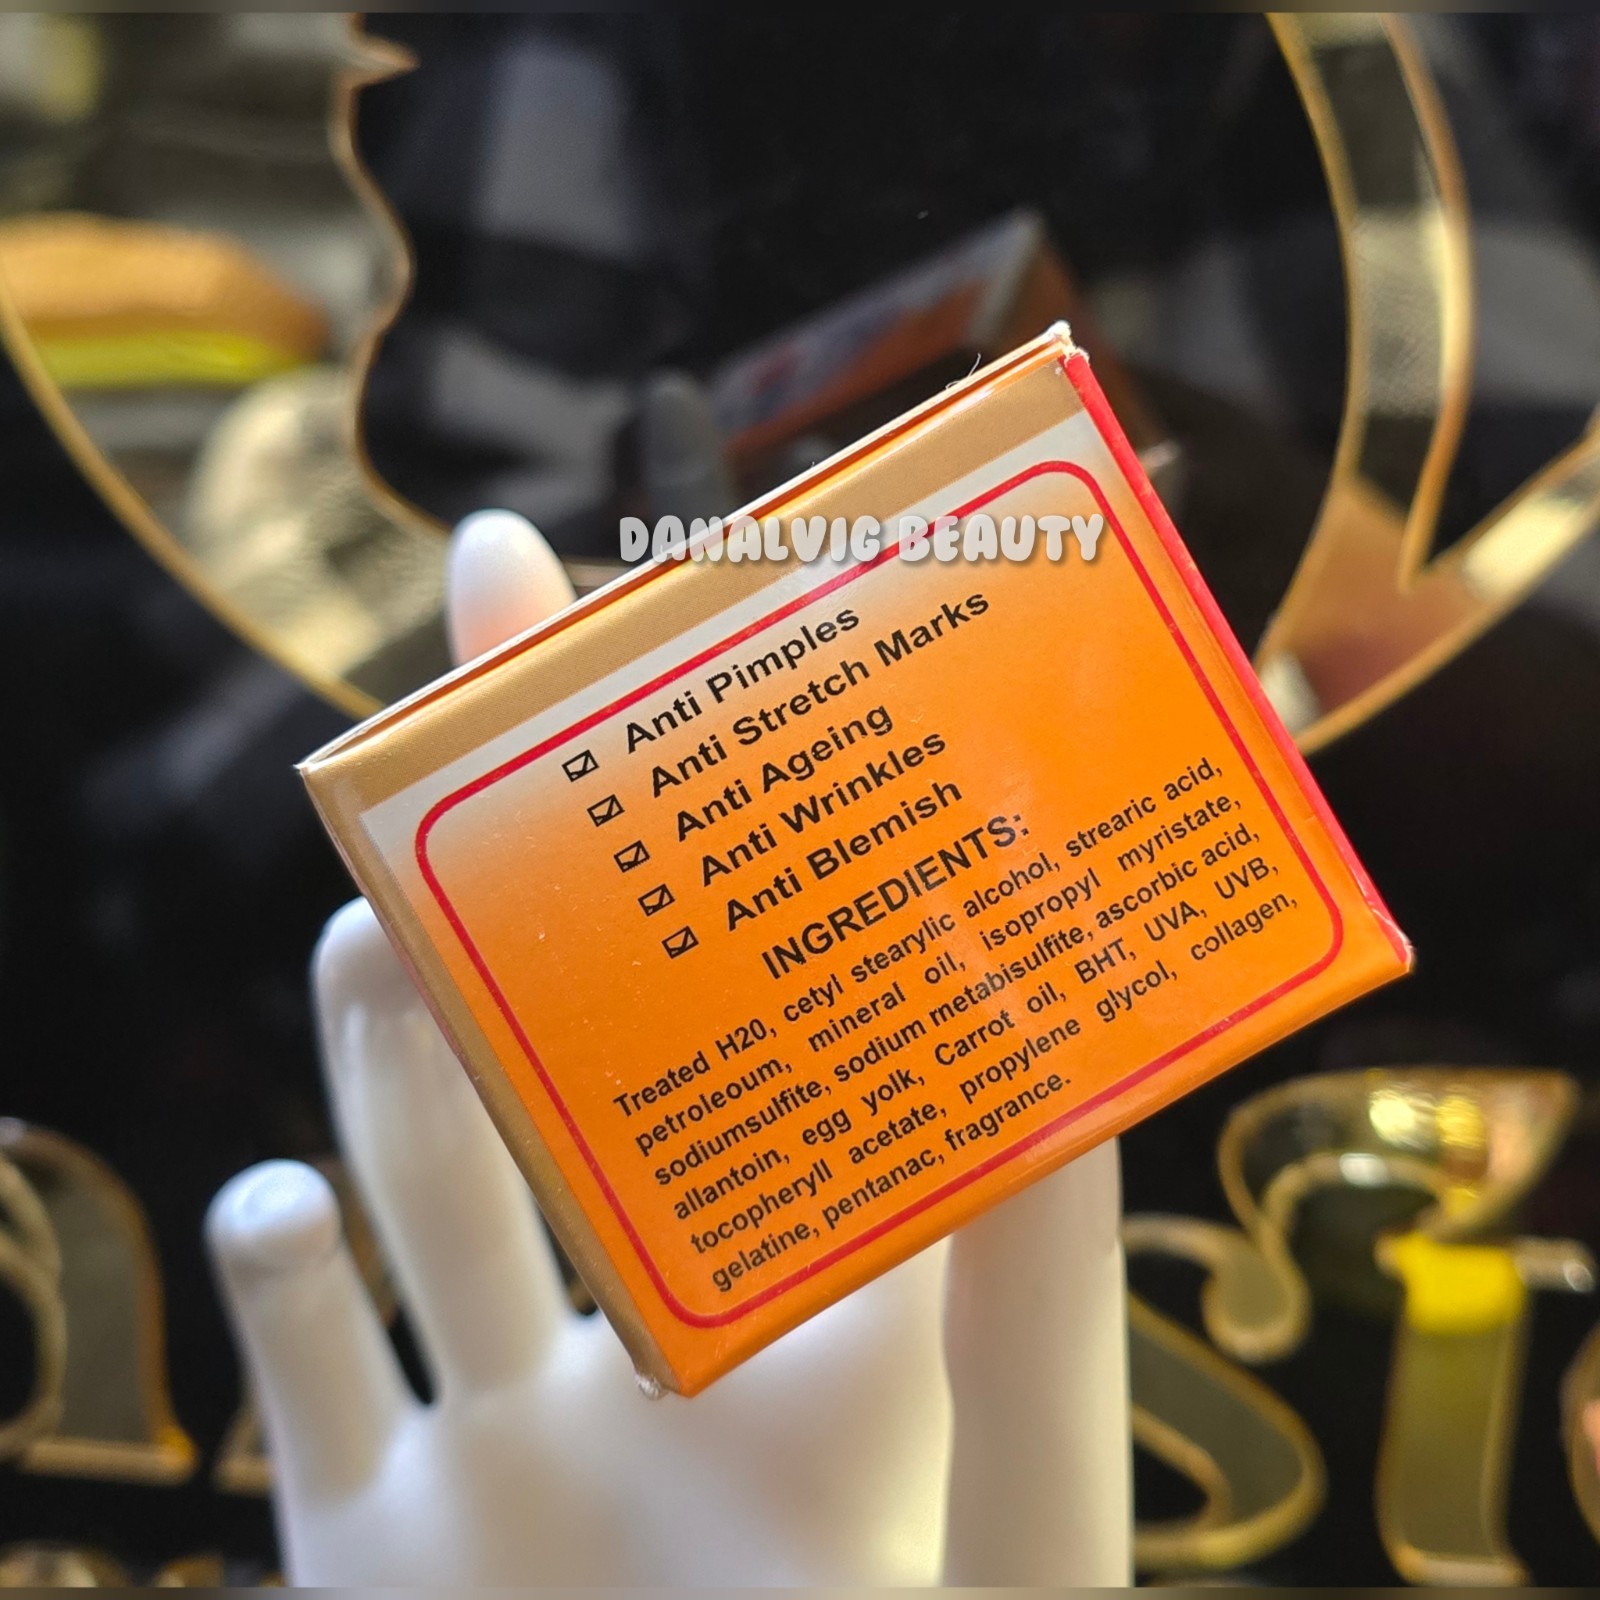 DANALVIG BEAUTY
☑ Anti Pimples
☑ Anti Stretch Marks
☑ Anti Ageing
☑ Anti Wrinkles
☑ Anti Blemish
INGREDIENTS:
Treated H20, cetyl stearylic alcohol, strearic acid,
petroleoum, mineral oil, isopropyl myristate,
sodiumsulfite, sodium metabisulfite, ascorbic acid,
allantoin, egg yolk, Carrot oil, BHT, UVA, UVB,
tocopheryll acetate, propylene glycol, collagen,
gelatine, pentanac, fragrance.